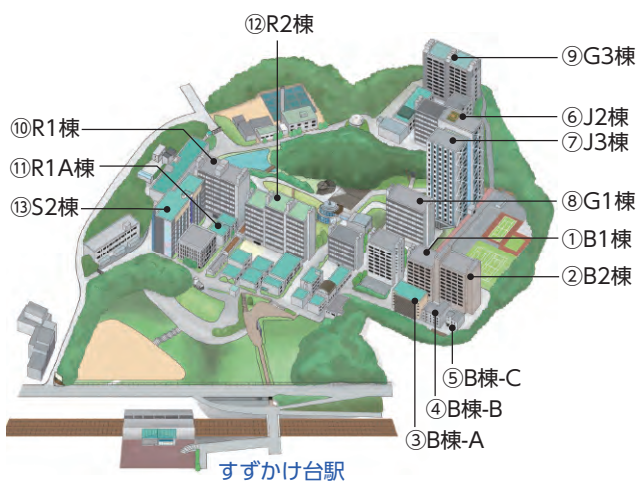 ⑫R2棟
⑨G3棟
⑥J2棟
⑩R1棟
⑦J3棟
⑪R1A棟
⑧G1棟
⑬S2棟
①B1棟
②B2棟
⑤B棟-C
④B棟-B
③B棟-A
すずかけ台駅